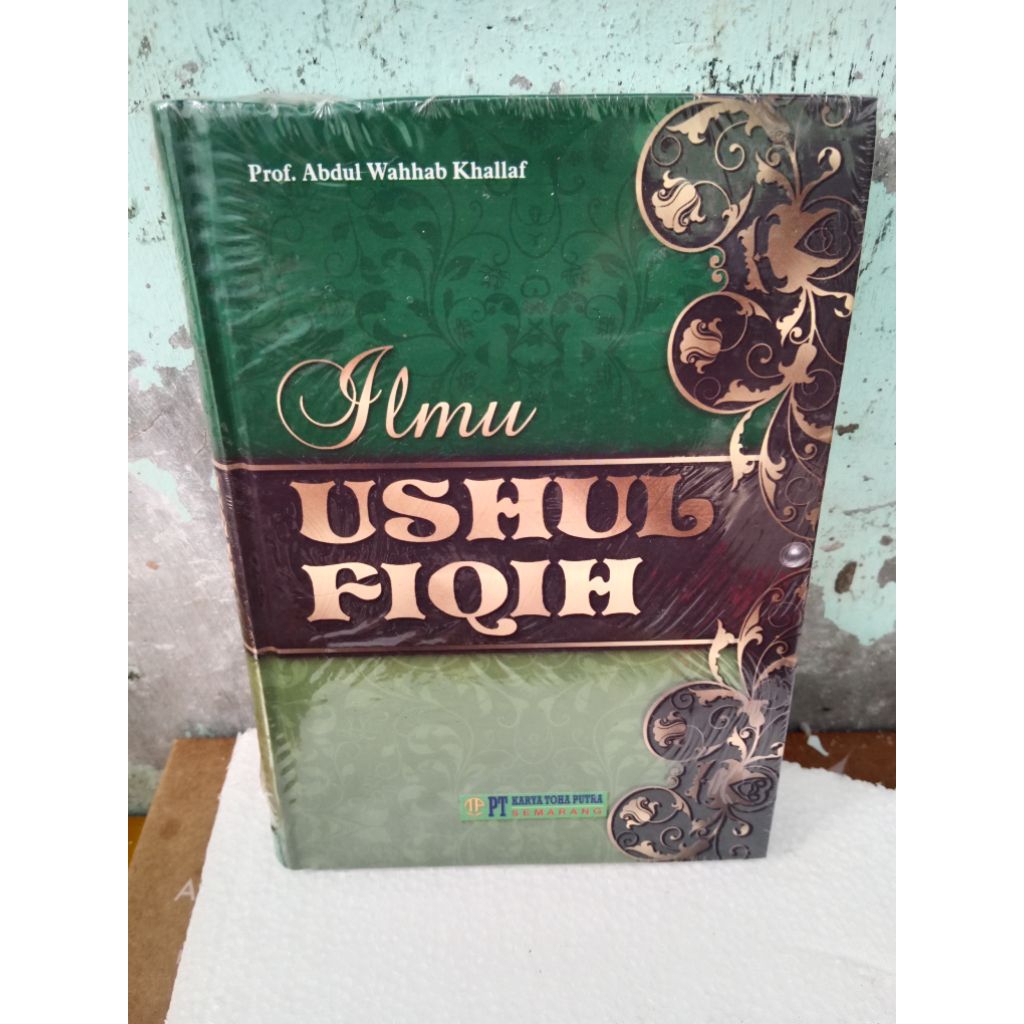 Prof. Abdul Wahhab Khallaf
Ilmu
USHUL
FIQIH
PT KARYA TOHA PUTRA
SEMARANG